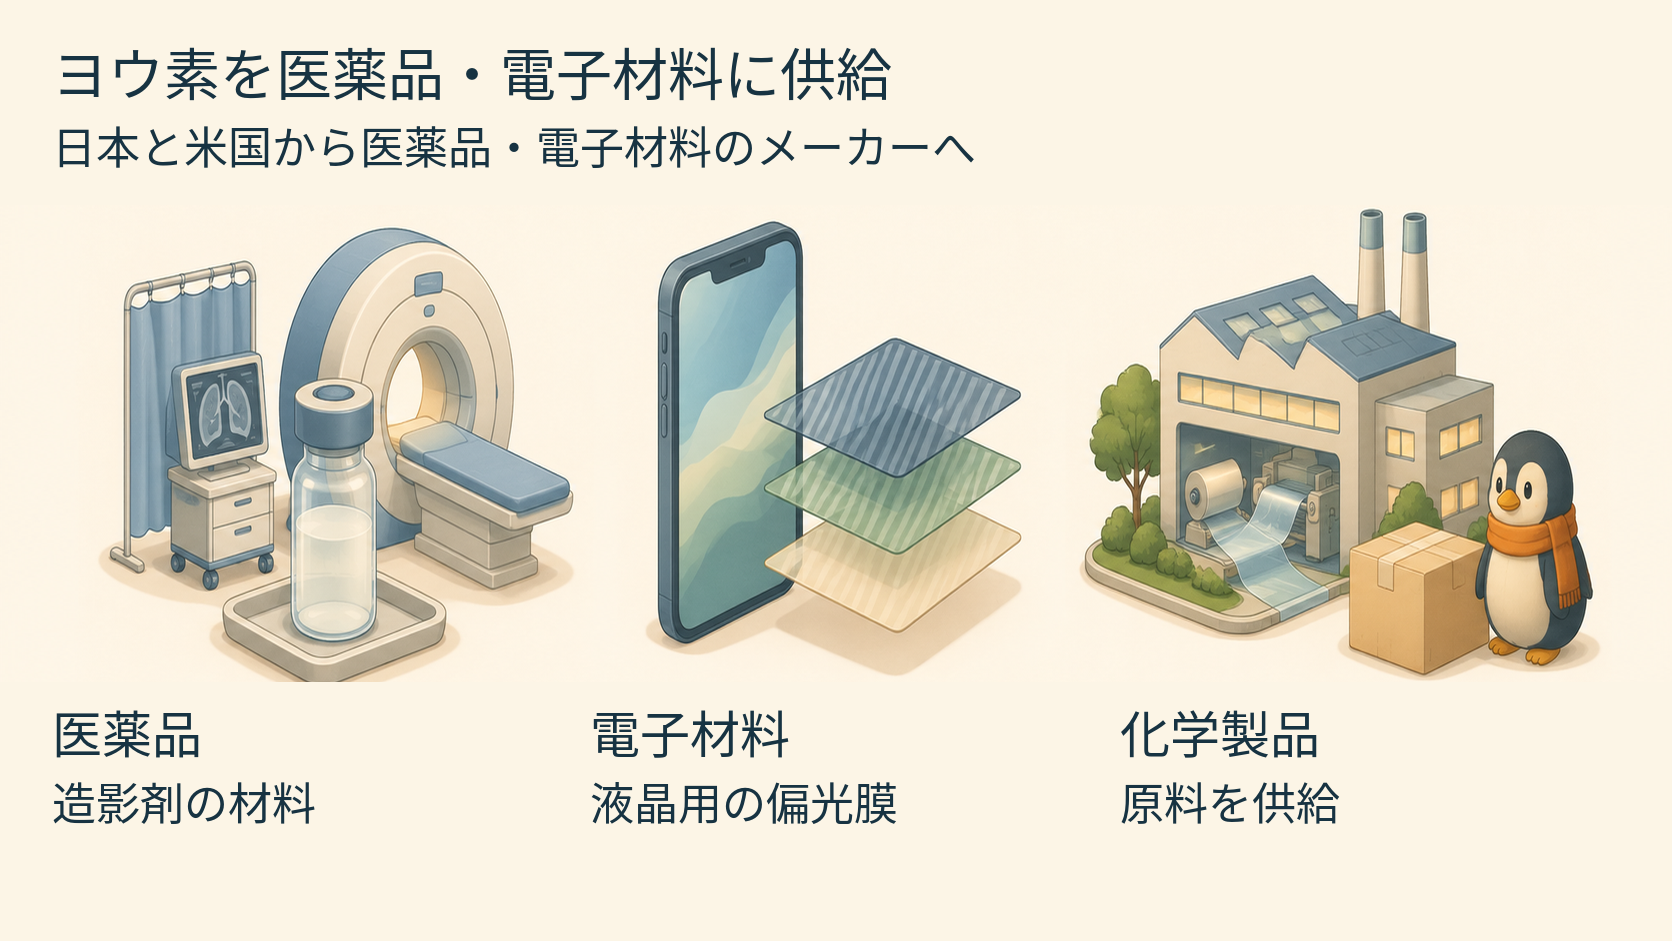 ヨウ素を医薬品・電子材料に供給
日本と米国から医薬品・電子材料のメーカーへ
医薬品
造影剤の材料
電子材料
液晶用の偏光膜
化学製品
原料を供給